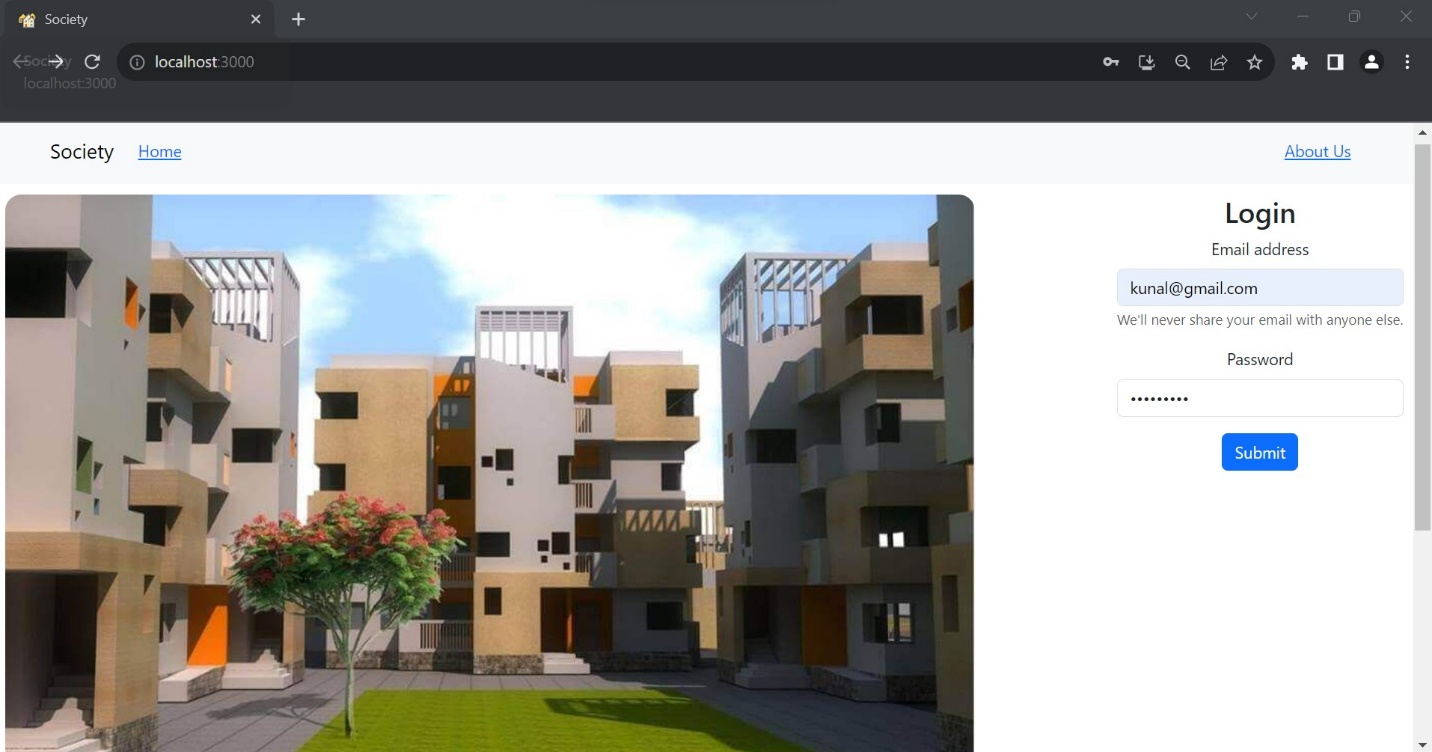 Society
localhost:3000
Society
localhost:3000
Society Home About Us
Login
Email address
kunal@gmail.com
We'll never share your email with anyone else.
Password
•••••••••
Submit